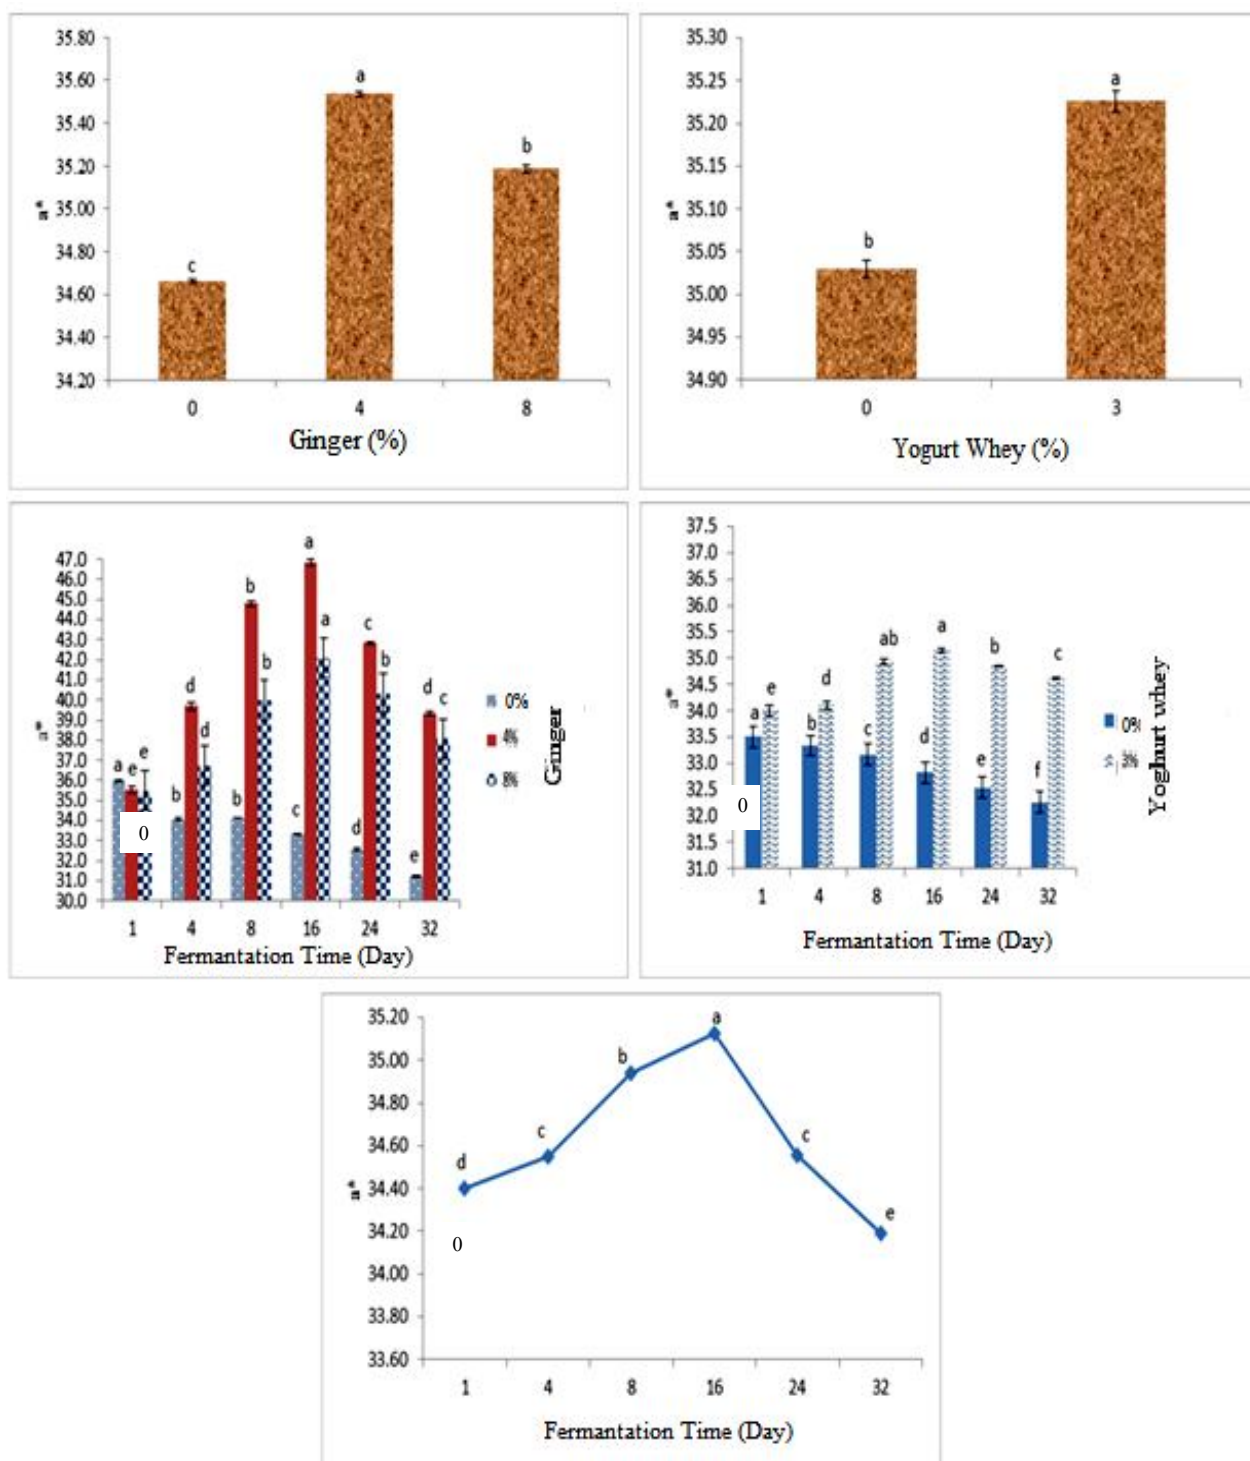 35.80
35.60
35.40
35.20
35.00
34.80
34.60
34.40
34.20
a*
c
a
b
0 4 8
Ginger (%)
35.30
35.25
35.20
35.15
35.10
35.05
35.00
34.95
34.90
a*
b
a
0 3
Yogurt Whey (%)
47.0
46.0
45.0
44.0
43.0
42.0
41.0
40.0
39.0
38.0
37.0
36.0
35.0
34.0
33.0
32.0
31.0
30.0
a*
a e e
b d d
b b b
c a a
d c b
e d c
0
1 4 8 16 24 32
Fermantation Time (Day)
0%
4%
8%
Ginger
37.5
37.0
36.5
36.0
35.5
35.0
34.5
34.0
33.5
33.0
32.5
32.0
31.5
31.0
a*
a e
b d
c ab
d a
e b
f c
0
1 4 8 16 24 32
Fermantation Time (Day)
0%
3%
Yoghurt whey
35.20
35.00
34.80
34.60
34.40
34.20
34.00
33.80
33.60
a*
d
c
b
a
c
e
0
1 4 8 16 24 32
Fermantation Time (Day)